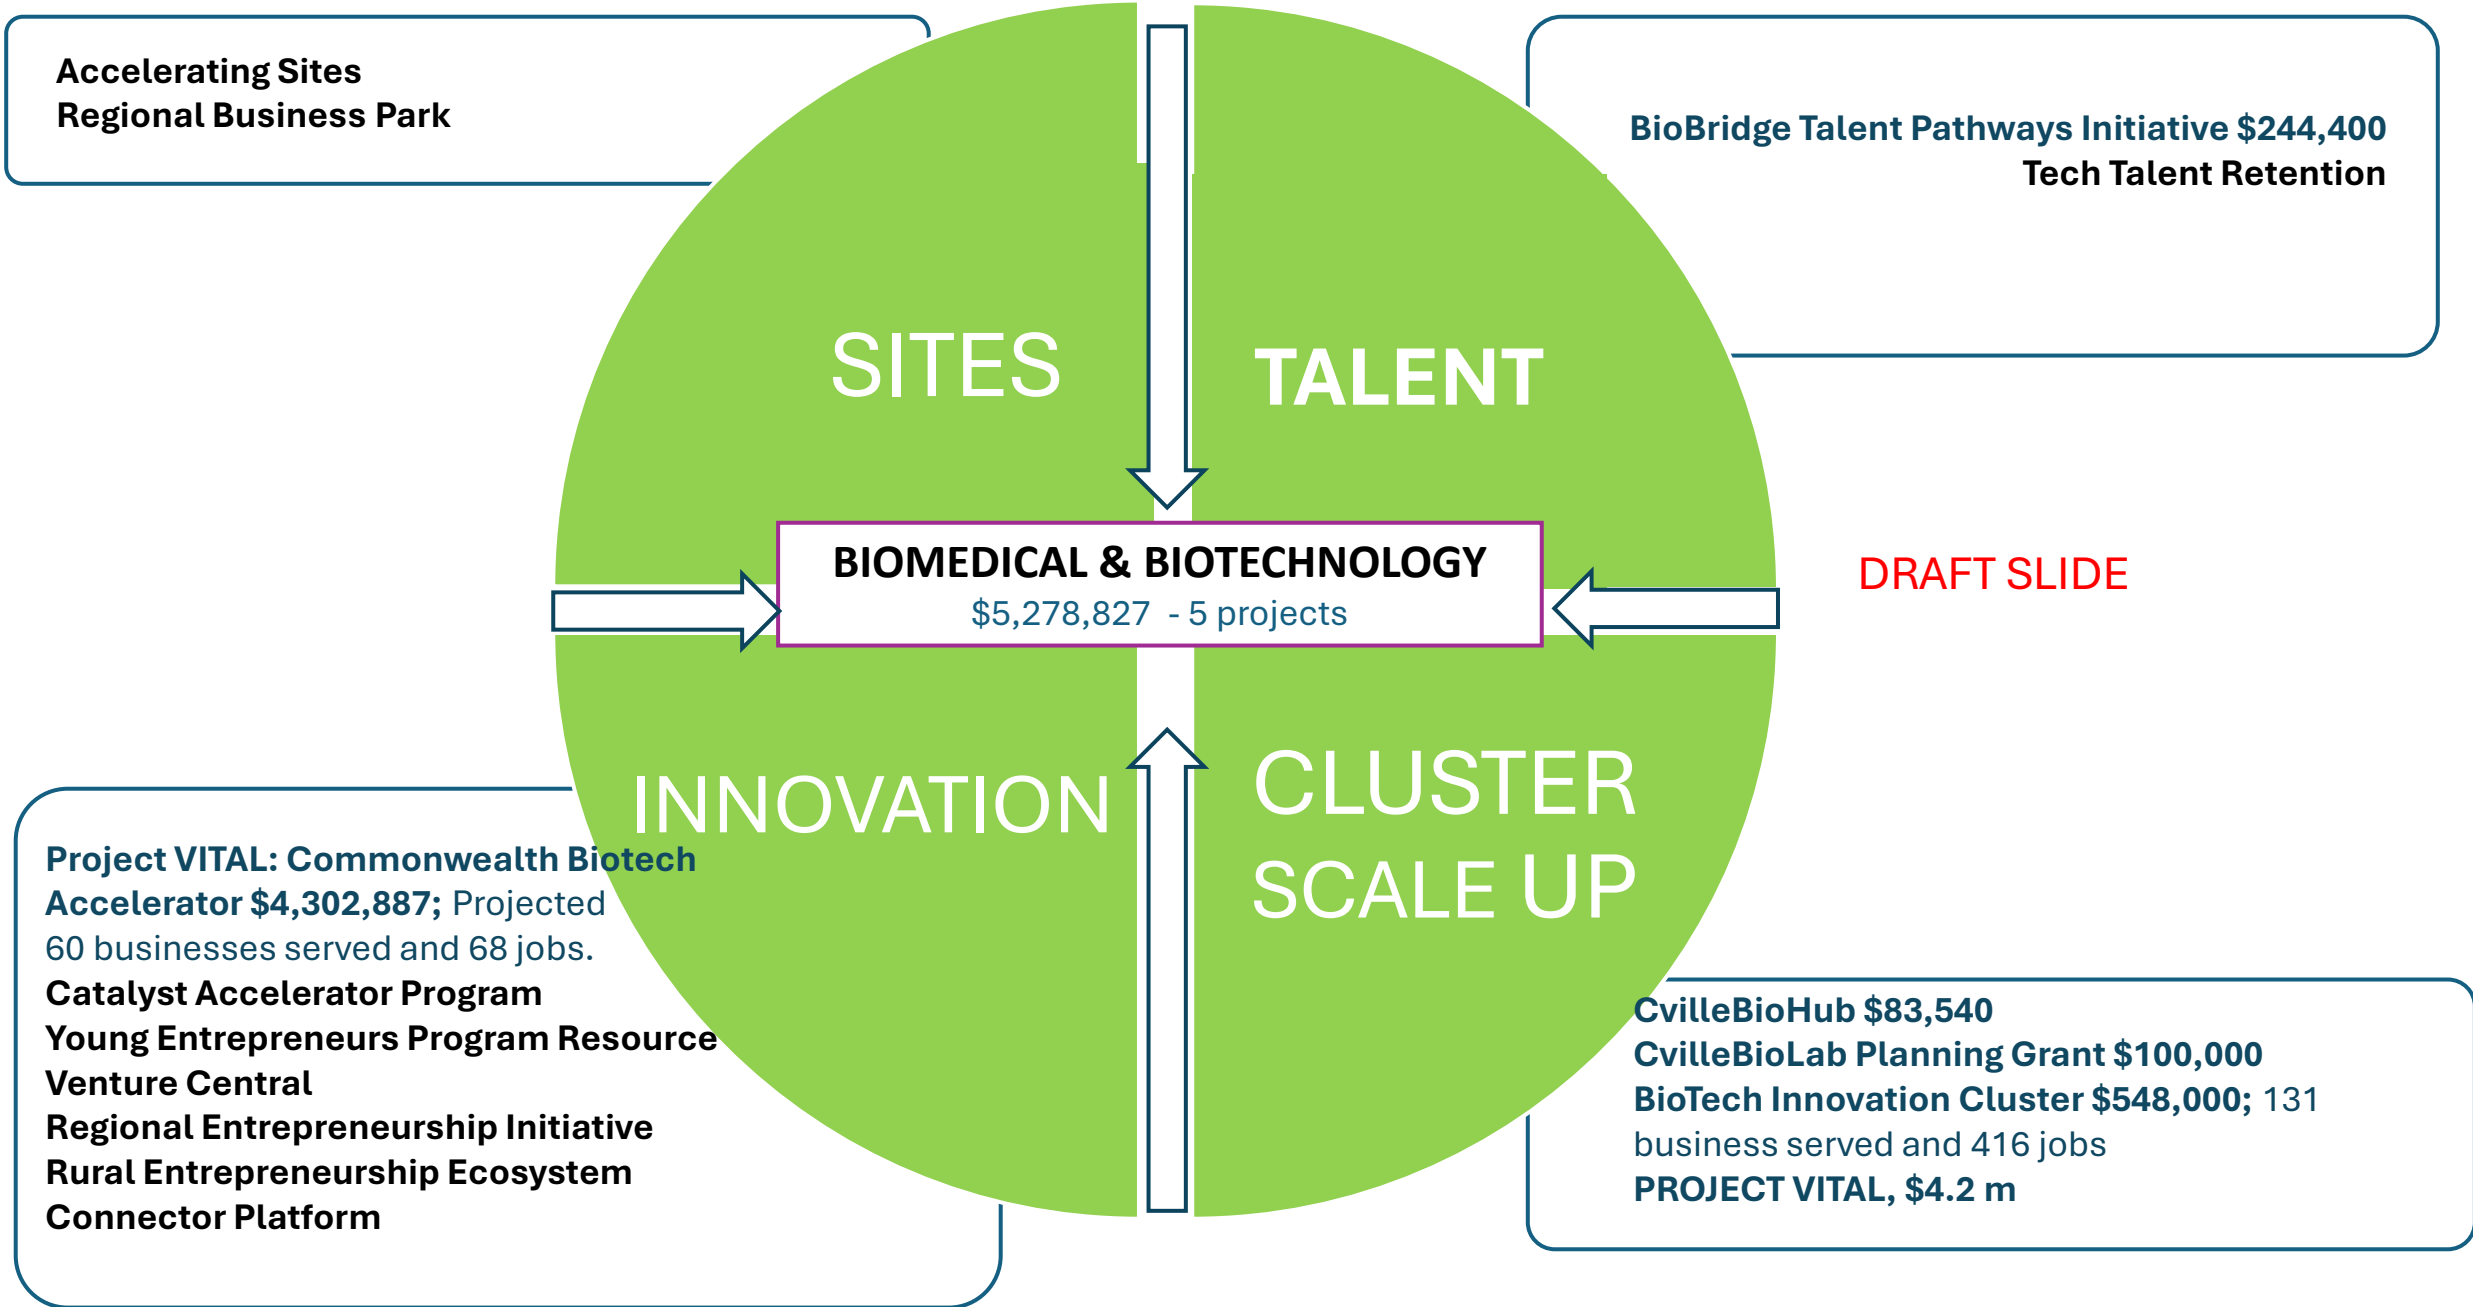 Accelerating Sites
Regional Business Park
BioBridge Talent Pathways Initiative $244,400
Tech Talent Retention
SITES
TALENT
BIOMEDICAL & BIOTECHNOLOGY
$5,278,827 - 5 projects
DRAFT SLIDE
INNOVATION
CLUSTER
SCALE UP
Project VITAL: Commonwealth Biotech
Accelerator $4,302,887; Projected
60 businesses served and 68 jobs.
Catalyst Accelerator Program
Young Entrepreneurs Program Resource
Venture Central
Regional Entrepreneurship Initiative
Rural Entrepreneurship Ecosystem
Connector Platform
CvilleBioHub $83,540
CvilleBioLab Planning Grant $100,000
BioTech Innovation Cluster $548,000; 131
business served and 416 jobs
PROJECT VITAL, $4.2 m